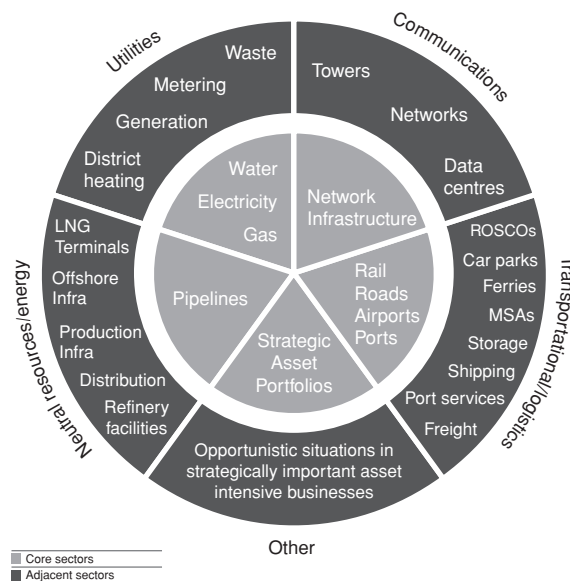 Utilities
Communications
Waste
Metering
Generation
District
heating
Towers
Networks
Data
centres
Water
Electricity
Gas
Network
Infrastructure
LNG
Terminals
Offshore
Infra
Production
Infra
Distribution
Refinery
facilities
Pipelines
Rail
Roads
Airports
Ports
ROSCOs
Car parks
Ferries
MSAs
Storage
Shipping
Port services
Freight
Strategic
Asset
Portfolios
Neutral resources/energy
Transportational/logistics
Opportunistic situations in
strategically important asset
intensive businesses
Other
Core sectors
Adjacent sectors